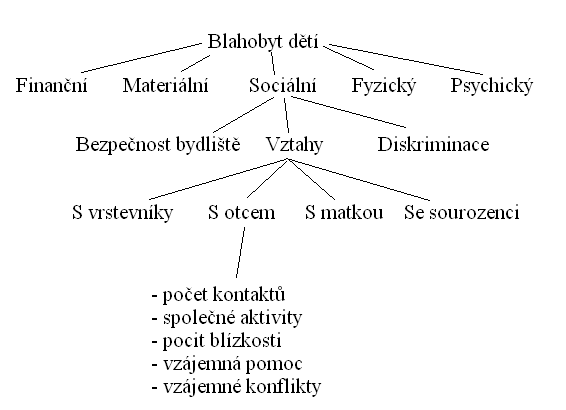 Blahobyt dětí
Finanční Materiální Sociální Fyzický Psychický
Bezpečnost bydliště Vztahy Diskriminace
S vrstevníky S otcem S matkou Se sourozenci
- počet kontaktů
- společné aktivity
- pocit blízkosti
- vzájemná pomoc
- vzájemné konflikty